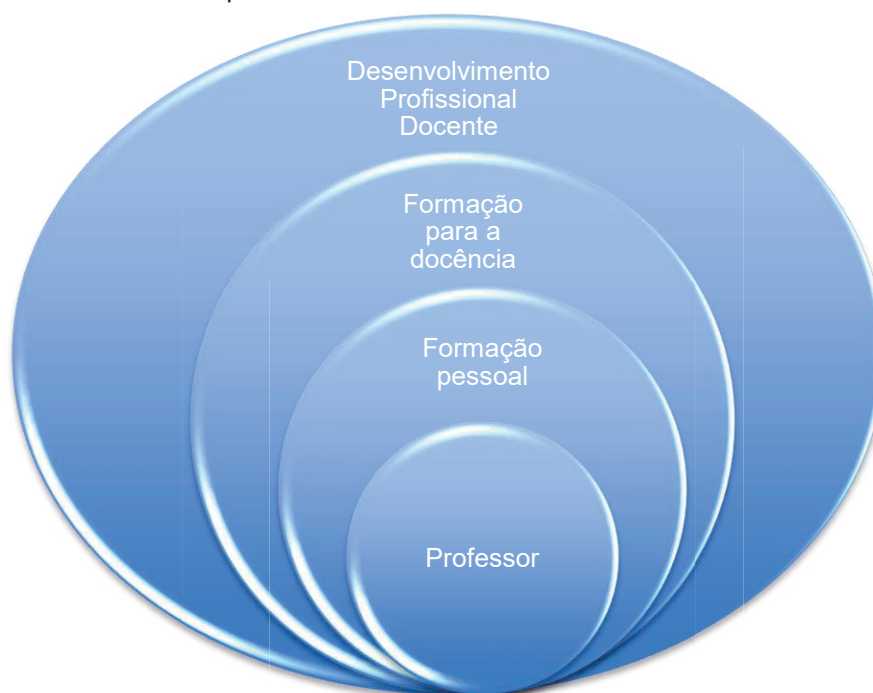 Desenvolvimento
Profissional
Docente
Formação
para a
docência
Formação
pessoal
Professor